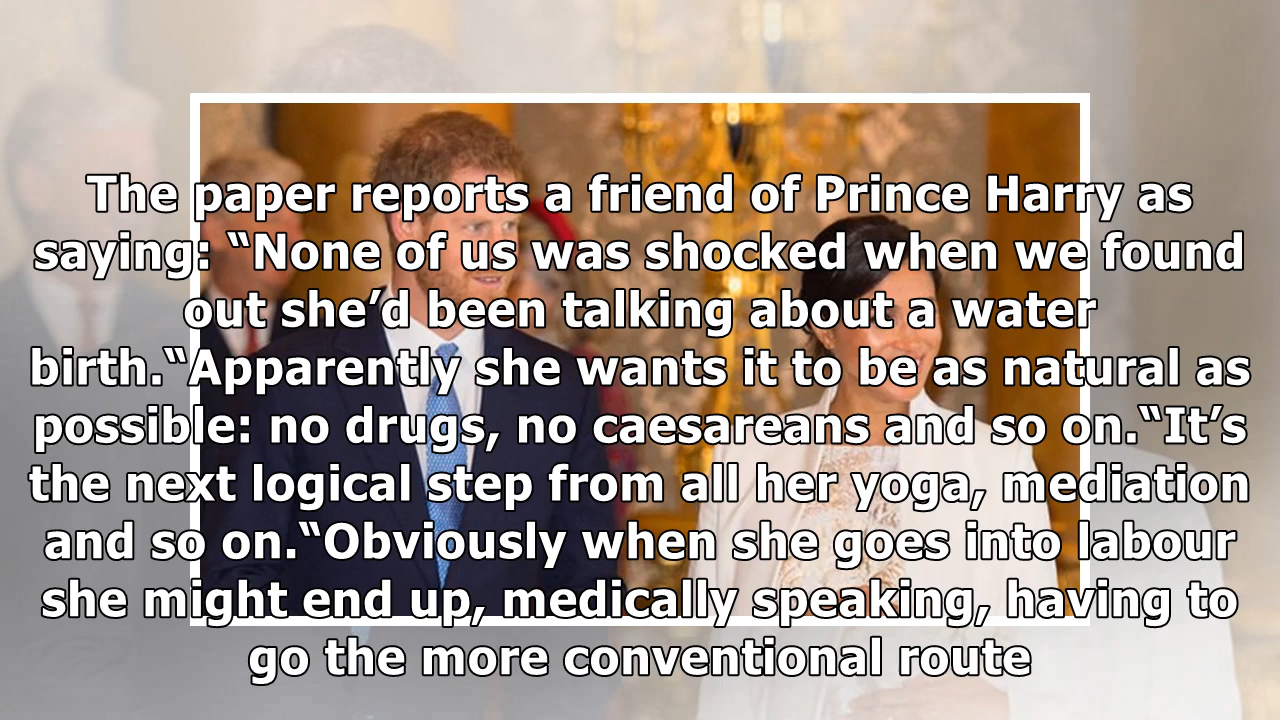 The paper reports a friend of Prince Harry as
saying: “None of us was shocked when we found
out she’d been talking about a water
birth.“Apparently she wants it to be as natural as
possible: no drugs, no caesareans and so on.“It’s
the next logical step from all her yoga, mediation
and so on.“Obviously when she goes into labour
she might end up, medically speaking, having to
go the more conventional route